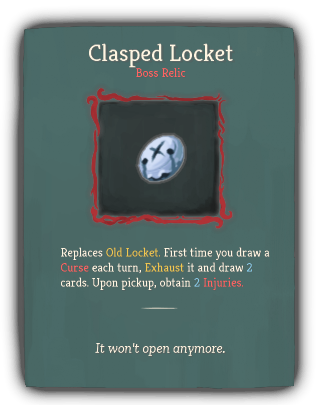 Clasped Locket
Boss Relic
Replaces Old Locket. First time you draw a
Curse each turn, Exhaust it and draw 2
cards. Upon pickup, obtain 2 Injuries.
It won't open anymore.